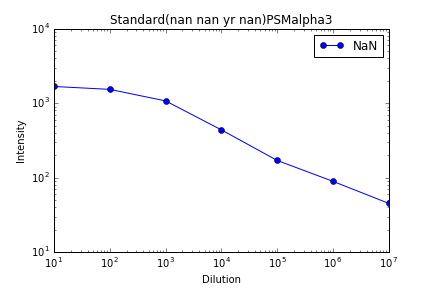 Standard(nan nan yr nan)PSMalpha3
10^4
NaN
10^3
Intensity
10^2
10^1
10^1 10^2 10^3 10^4 10^5 10^6 10^7
Dilution